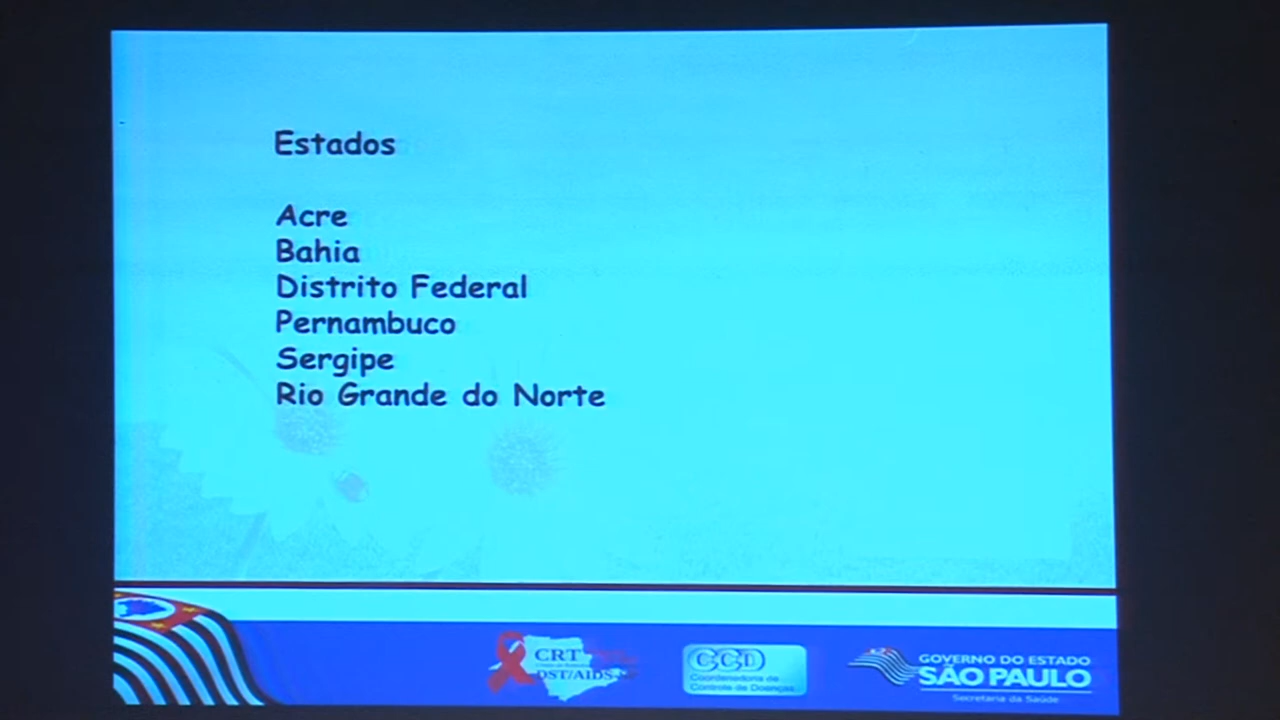 Estados
Acre
Bahia
Distrito Federal
Pernambuco
Sergipe
Rio Grande do Norte
CRT
DST/AIDS
CCD
Coordenadoria de
Controle de Doenças
GOVERNO DO ESTADO
SÃO PAULO
Secretaria da Saúde